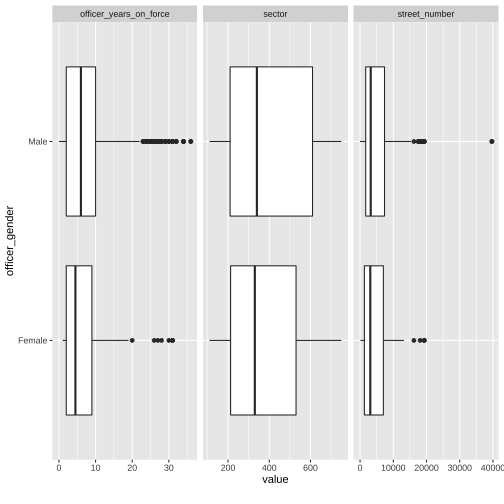 officer_years_on_force
sector
street_number
officer_gender
Male
Female
0 10 20 30
200 400 600
0 10000 20000 30000 40000
value